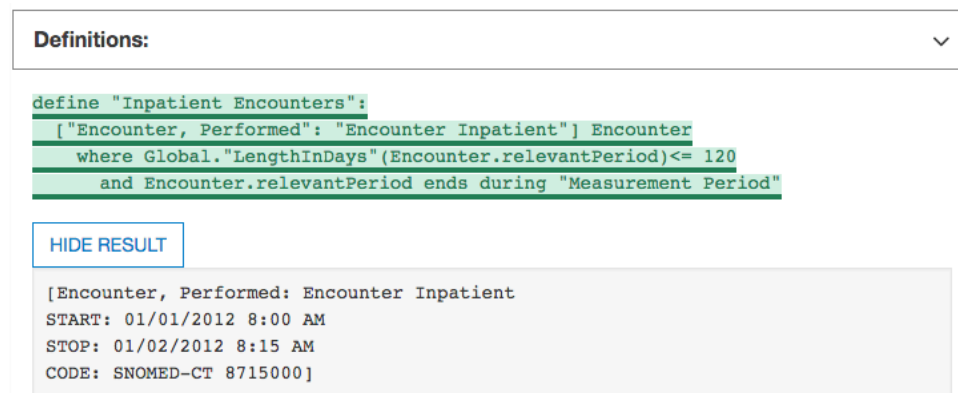 Definitions:
define "Inpatient Encounters":
["Encounter, Performed": "Encounter Inpatient"] Encounter
where Global."LengthInDays"(Encounter.relevantPeriod)<= 120
and Encounter.relevantPeriod ends during "Measurement Period"
HIDE RESULT
[Encounter, Performed: Encounter Inpatient
START: 01/01/2012 8:00 AM
STOP: 01/02/2012 8:15 AM
CODE: SNOMED-CT 8715000]